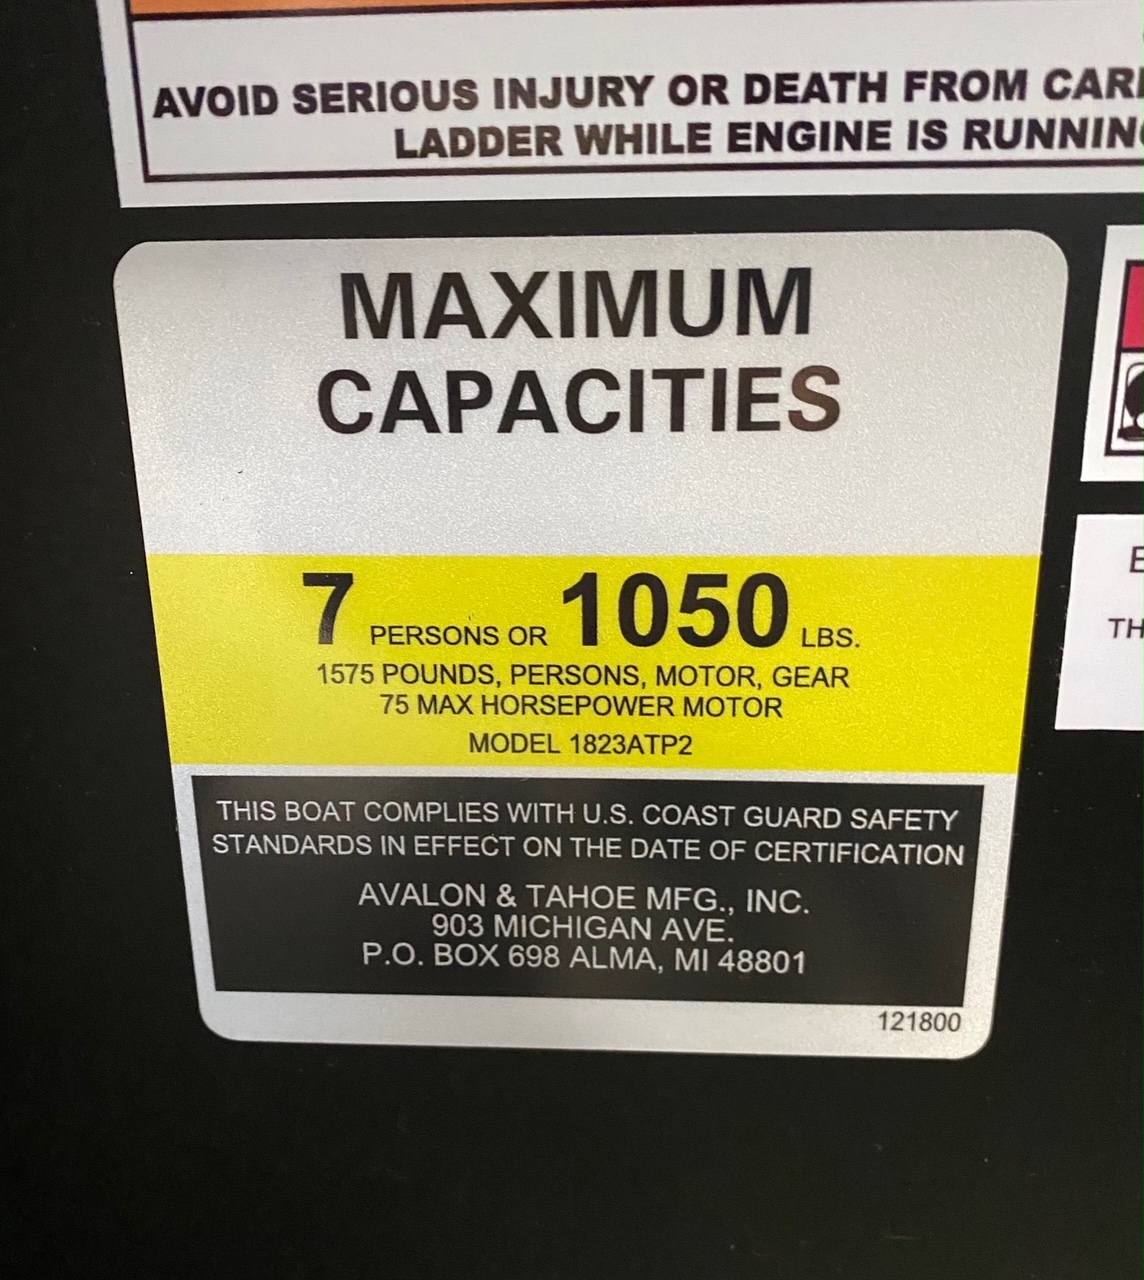 AVOID SERIOUS INJURY OR DEATH FROM
LADDER WHILE ENGINE IS
MAXIMUM
CAPACITIES
7 PERSONS OR 1050 LBS.
1575 POUNDS, PERSONS, MOTOR, GEAR
75 MAX HORSEPOWER MOTOR
MODEL 1823ATP2
THIS BOAT COMPLIES WITH U.S. COAST GUARD SAFETY
STANDARDS IN EFFECT ON THE DATE OF CERTIFICATION
AVALON & TAHOE MFG., INC.
903 MICHIGAN AVE.
P.O. BOX 698 ALMA, MI 48801
121800